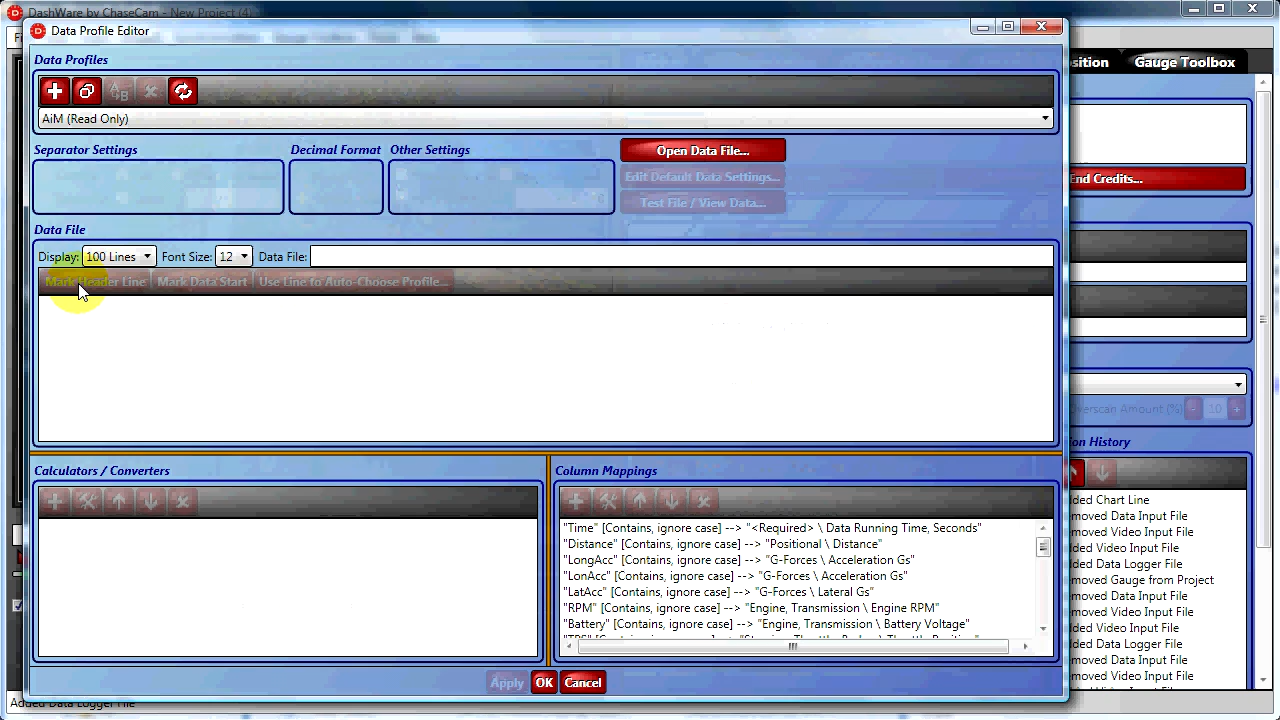 DashWare by ChaseCam - New Project (4)
Data Profile Editor
Data Profiles
AiM (Read Only)
Separator Settings
Decimal Format
Other Settings
Open Data File...
Edit Default Data Settings...
Test File / View Data...
Data File
Display: 100 Lines
Font Size: 12
Data File:
Mark Header Line
Mark Data Start
Use Line to Auto-Choose Profile...
Calculators / Converters
Column Mappings
"Time" [Contains, ignore case] --> "<Required> \ Data Running Time, Seconds"
"Distance" [Contains, ignore case] --> "Positional \ Distance"
"LongAcc" [Contains, ignore case] --> "G-Forces \ Acceleration Gs"
"LonAcc" [Contains, ignore case] --> "G-Forces \ Acceleration Gs"
"LatAcc" [Contains, ignore case] --> "G-Forces \ Lateral Gs"
"RPM" [Contains, ignore case] --> "Engine, Transmission \ Engine RPM"
"Battery" [Contains, ignore case] --> "Engine, Transmission \ Battery Voltage"
Apply
OK
Cancel
sition
Gauge Toolbox
End Credits...
verscan Amount (%)
- 10 +
on History
ded Chart Line
moved Data Input File
moved Video Input File
ded Video Input File
ded Data Logger File
moved Gauge from Project
moved Data Input File
moved Video Input File
ded Video Input File
ded Data Logger File
moved Data Input File
moved Video Input File
Added Data Logger File